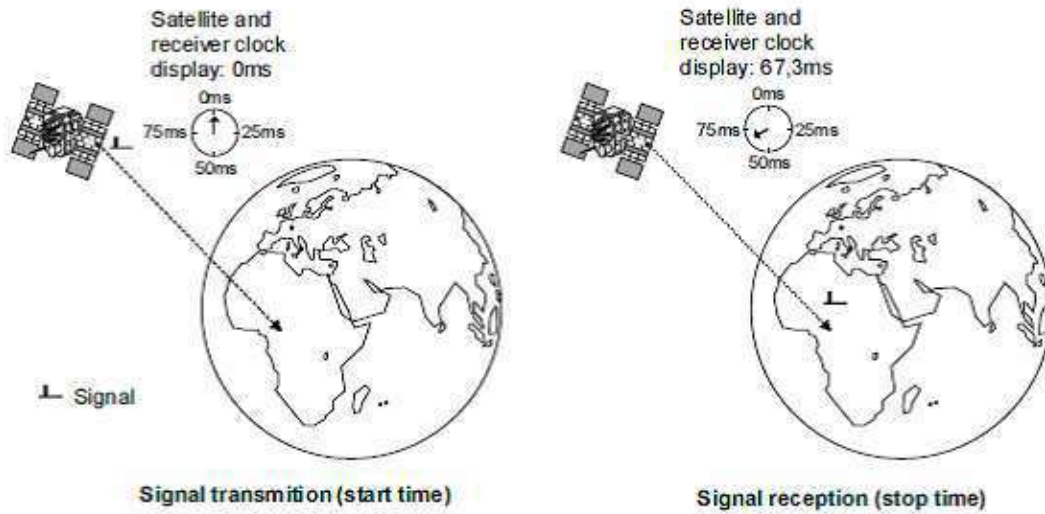 Satellite and
receiver clock
display: 0ms
0ms
75ms
25ms
50ms
Signal
Signal transmition (start time)
Satellite and
receiver clock
display: 67,3ms
0ms
75ms
25ms
50ms
Signal reception (stop time)